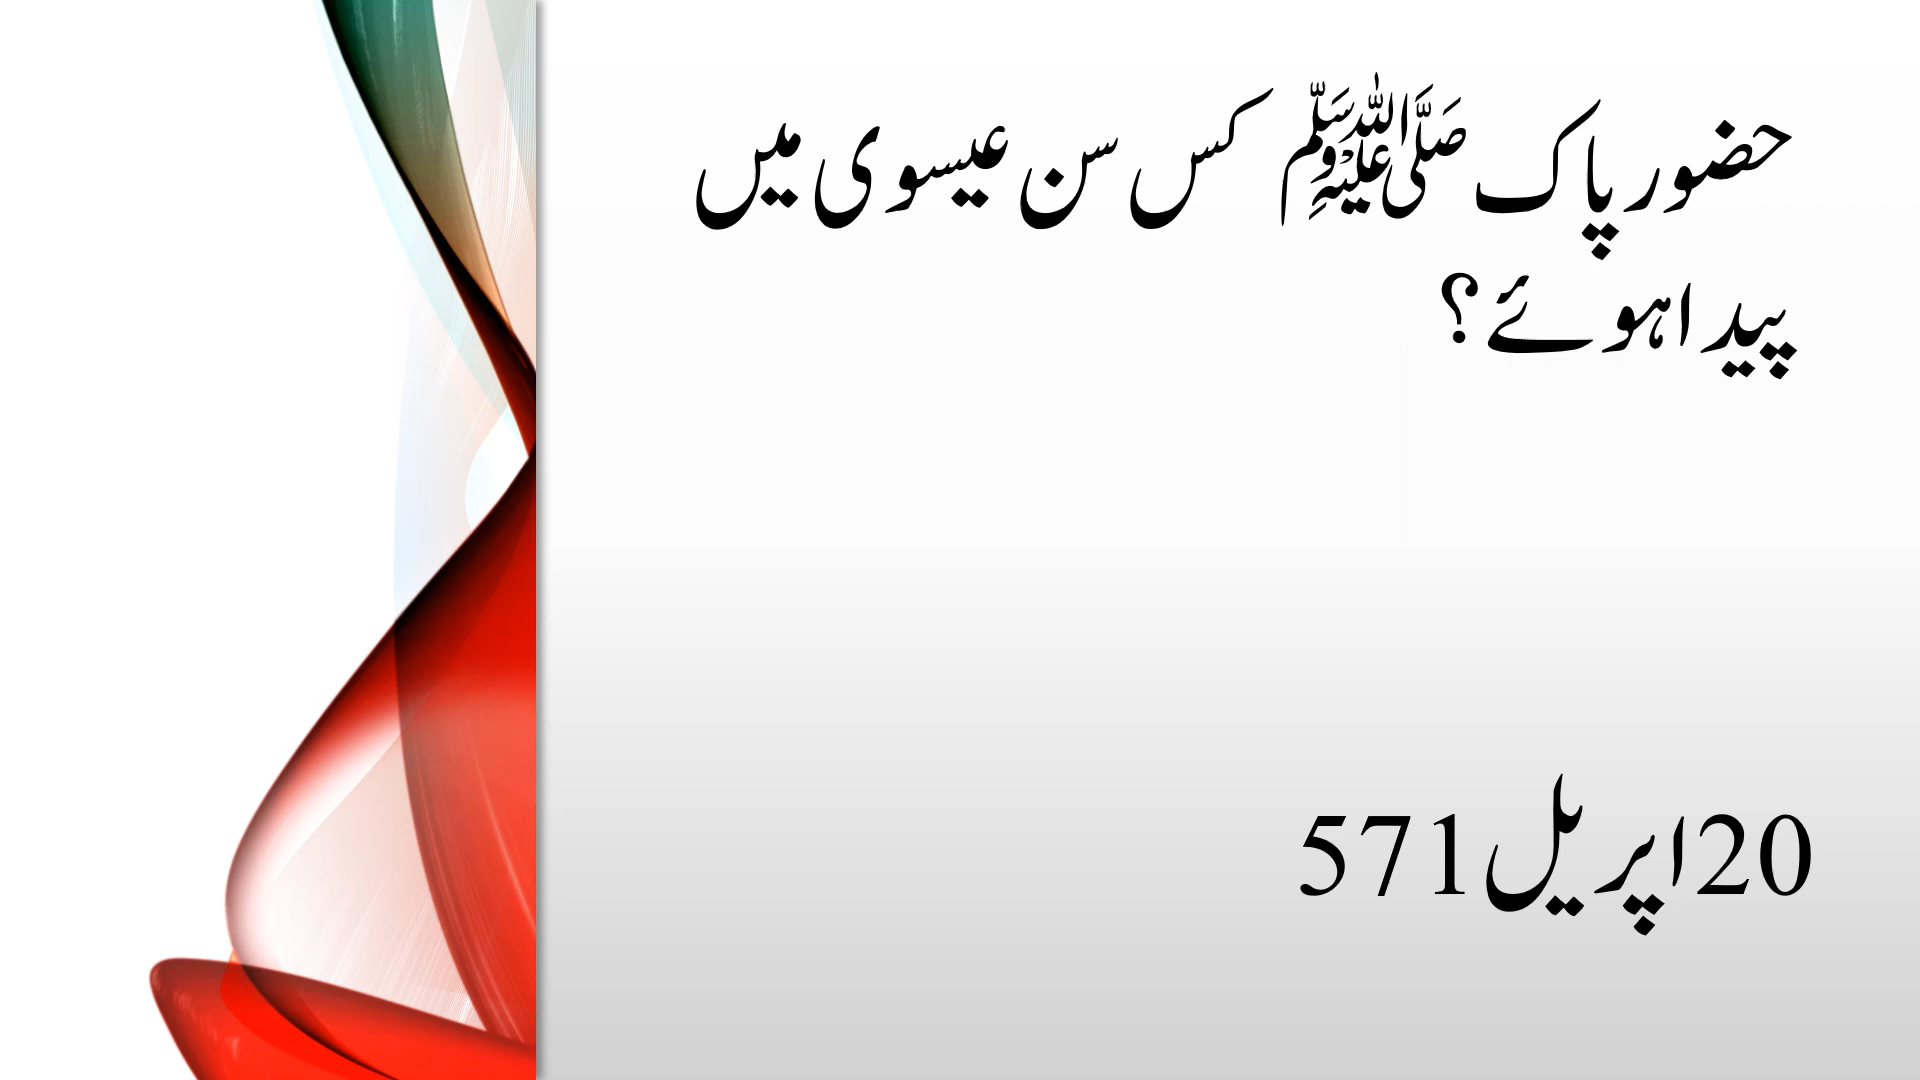 حضور پاک ﷺ کس سن عیسوی میں
پیدا ہوئے؟
20اپریل571